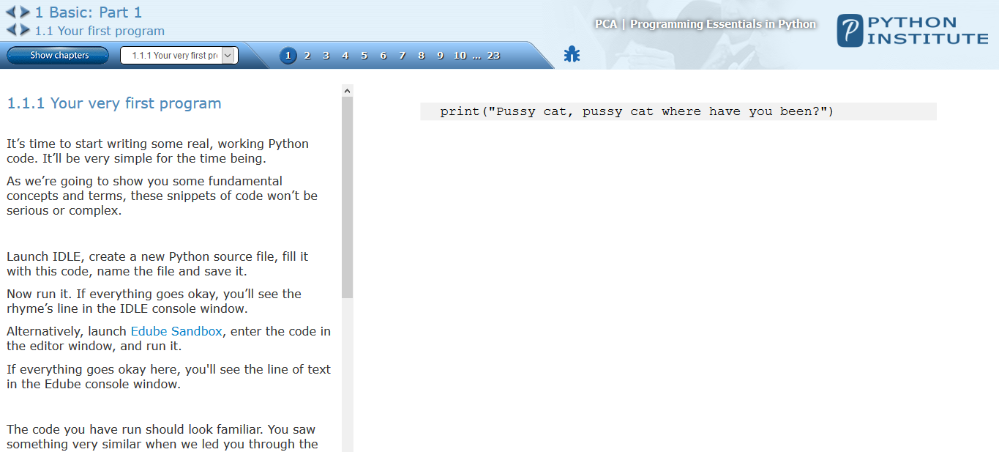 1 Basic: Part 1
1.1 Your first program
PCA | Programming Essentials in Python
PYTHON
INSTITUTE
Show chapters
1.1.1 Your very first pr
1 2 3 4 5 6 7 8 9 10 ... 23
1.1.1 Your very first program
It’s time to start writing some real, working Python
code. It’ll be very simple for the time being.
As we’re going to show you some fundamental
concepts and terms, these snippets of code won’t be
serious or complex.
Launch IDLE, create a new Python source file, fill it
with this code, name the file and save it.
Now run it. If everything goes okay, you’ll see the
rhyme’s line in the IDLE console window.
Alternatively, launch Edube Sandbox, enter the code in
the editor window, and run it.
If everything goes okay here, you'll see the line of text
in the Edube console window.
The code you have run should look familiar. You saw
something very similar when we led you through the
print("Pussy cat, pussy cat where have you been?")